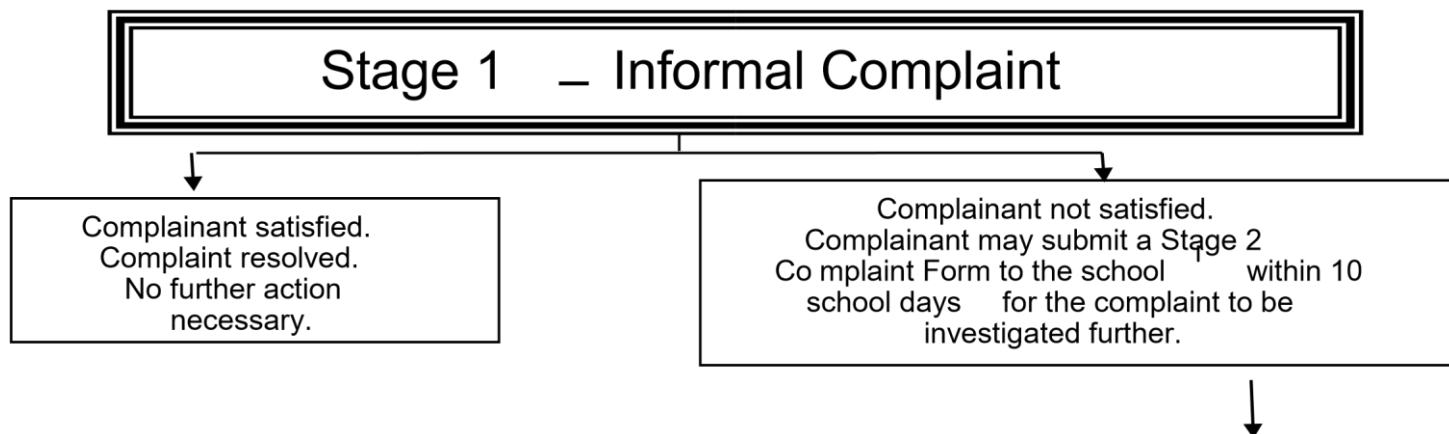 Stage 1 – Informal Complaint
Complainant satisfied.
Complaint resolved.
No further action
necessary.
Complainant not satisfied.
Complainant may submit a Stage 2
Co mplaint Form to the school within 10
school days for the complaint to be
investigated further.